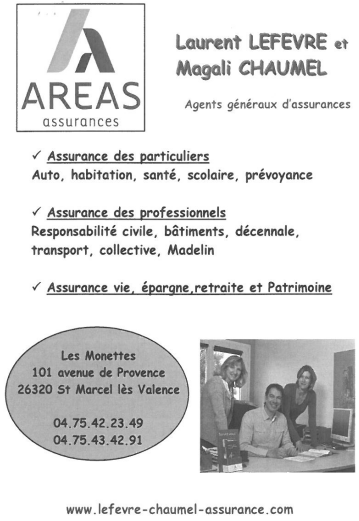 AREAS
assurances
Laurent LEFEVRE et
Magali CHAUMEL
Agents généraux d'assurances
✓ Assurance des particuliers
Auto, habitation, santé, scolaire, prévoyance
✓ Assurance des professionnels
Responsabilité civile, bâtiments, décennale,
transport, collective, Madelin
✓ Assurance vie, épargne,retraite et Patrimoine
Les Monettes
101 avenue de Provence
26320 St Marcel lès Valence
04.75.42.23.49
04.75.43.42.91
www.lefevre-chaumel-assurance.com